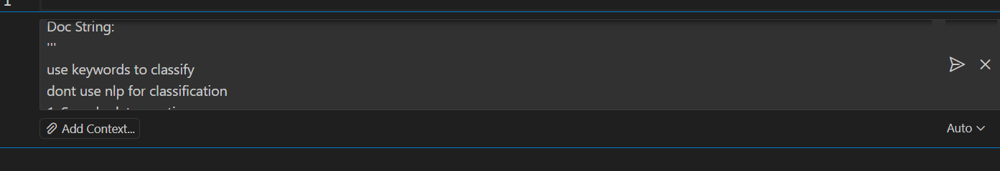 1
Doc String:
'''
use keywords to classify
dont use nlp for classification
Add Context...
Auto